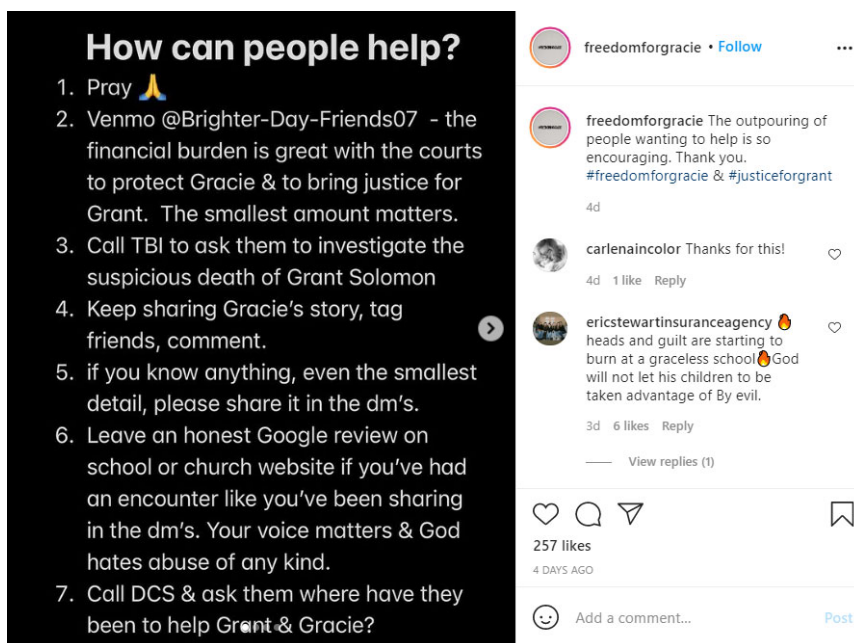 How can people help?
1. Pray 🙏
2. Venmo @Brighter-Day-Friends07 - the
financial burden is great with the courts
to protect Gracie & to bring justice for
Grant. The smallest amount matters.
3. Call TBI to ask them to investigate the
suspicious death of Grant Solomon
4. Keep sharing Gracie's story, tag
friends, comment.
5. if you know anything, even the smallest
detail, please share it in the dm's.
6. Leave an honest Google review on
school or church website if you've had
an encounter like you've been sharing
in the dm's. Your voice matters & God
hates abuse of any kind.
7. Call DCS & ask them where have they
been to help Grant & Gracie?
freedomforgracie • Follow
freedomforgracie The outpouring of
people wanting to help is so
encouraging. Thank you.
#freedomforgracie & #justiceforgrant
4d
carlenaincolor Thanks for this!
4d 1 like Reply
ericstewartinsuranceagency 🔥
heads and guilt are starting to
burn at a graceless school🔥God
will not let his children to be
taken advantage of By evil.
3d 6 likes Reply
View replies (1)
257 likes
4 DAYS AGO
Add a comment... Post